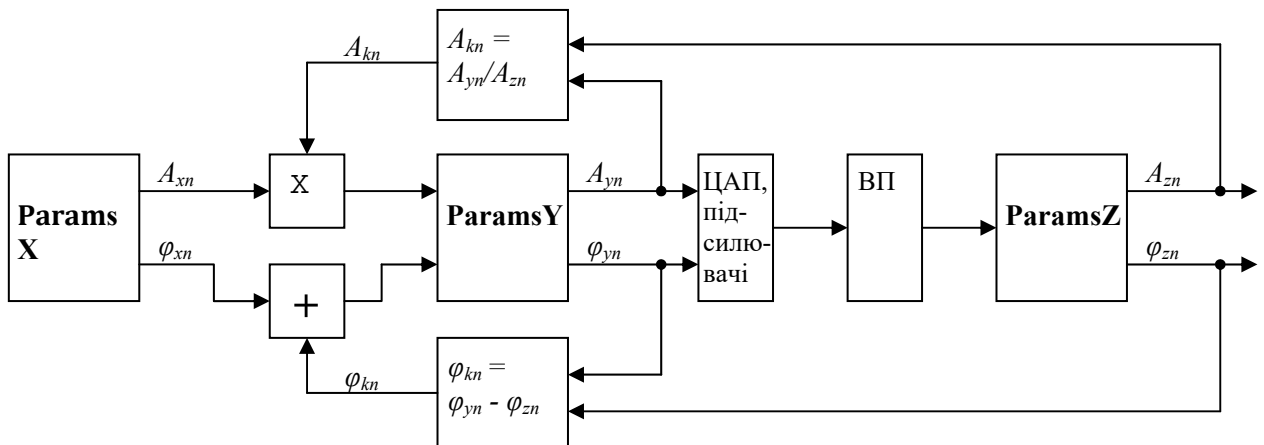 A_kn
A_kn =
A_yn/A_zn
Params
X
A_xn
φ_xn
X
+
ParamsY
A_yn
φ_yn
ЦАП,
під-
силю-
вачі
ВП
ParamsZ
A_zn
φ_zn
φ_kn
φ_kn =
φ_yn - φ_zn